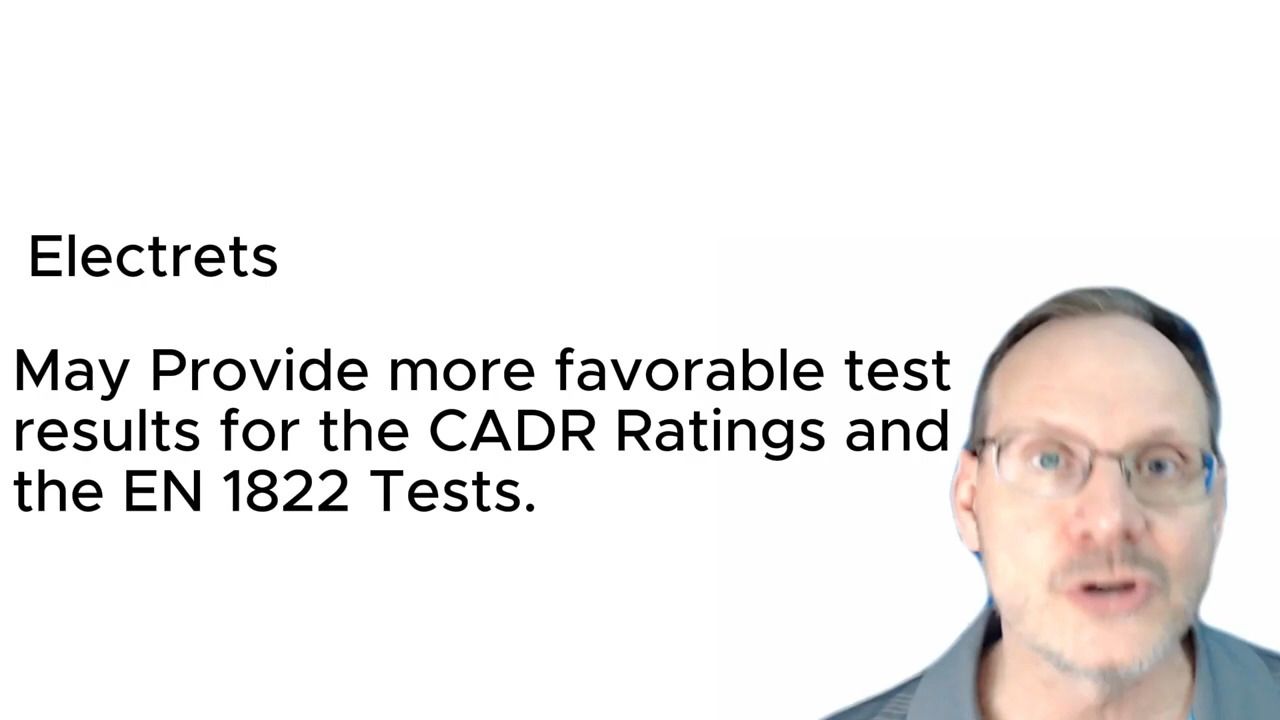 Electrets
May Provide more favorable test
results for the CADR Ratings and
the EN 1822 Tests.